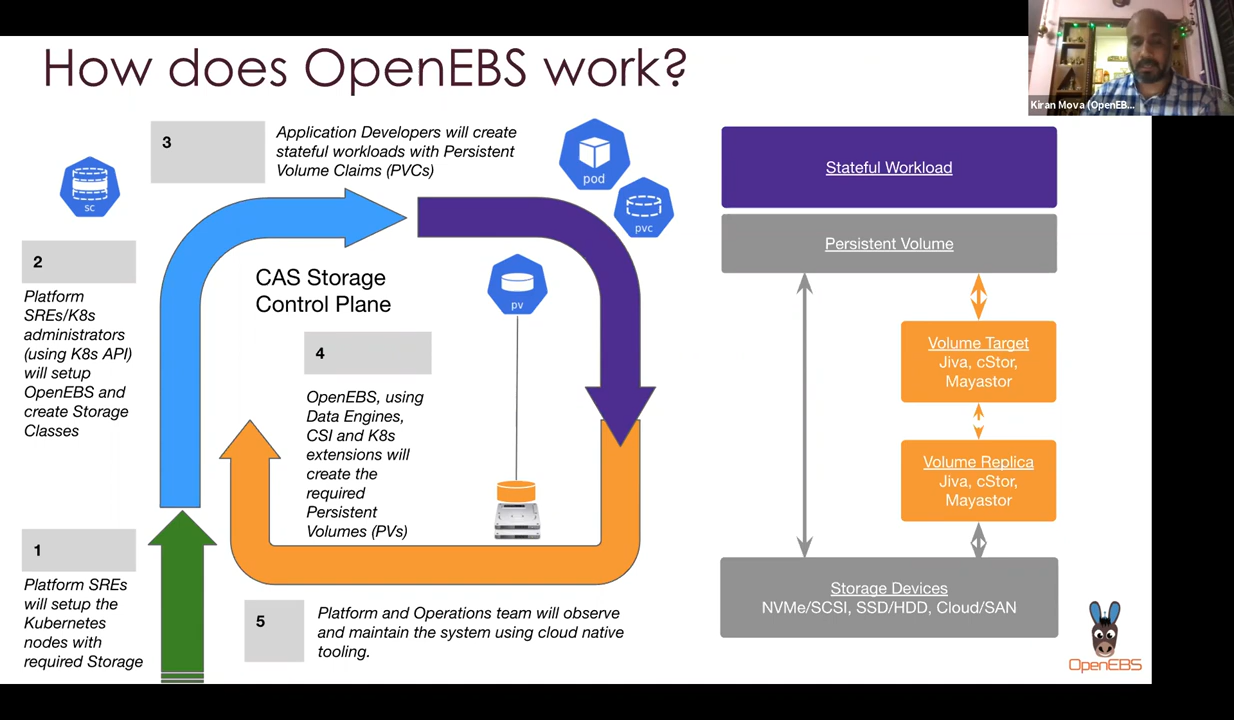 How does OpenEBS work?
Kiran Mova (OpenEB...
3
Application Developers will create
stateful workloads with Persistent
Volume Claims (PVCs)
sc
pod
pvc
2
Platform
SREs/K8s
administrators
(using K8s API)
will setup
OpenEBS and
create Storage
Classes
CAS Storage
Control Plane
pv
4
OpenEBS, using
Data Engines,
CSI and K8s
extensions will
create the
required
Persistent
Volumes (PVs)
1
Platform SREs
will setup the
Kubernetes
nodes with
required Storage
5
Platform and Operations team will observe
and maintain the system using cloud native
tooling.
Stateful Workload
Persistent Volume
Volume Target
Jiva, cStor,
Mayastor
Volume Replica
Jiva, cStor,
Mayastor
Storage Devices
NVMe/SCSI, SSD/HDD, Cloud/SAN
OpenEBS